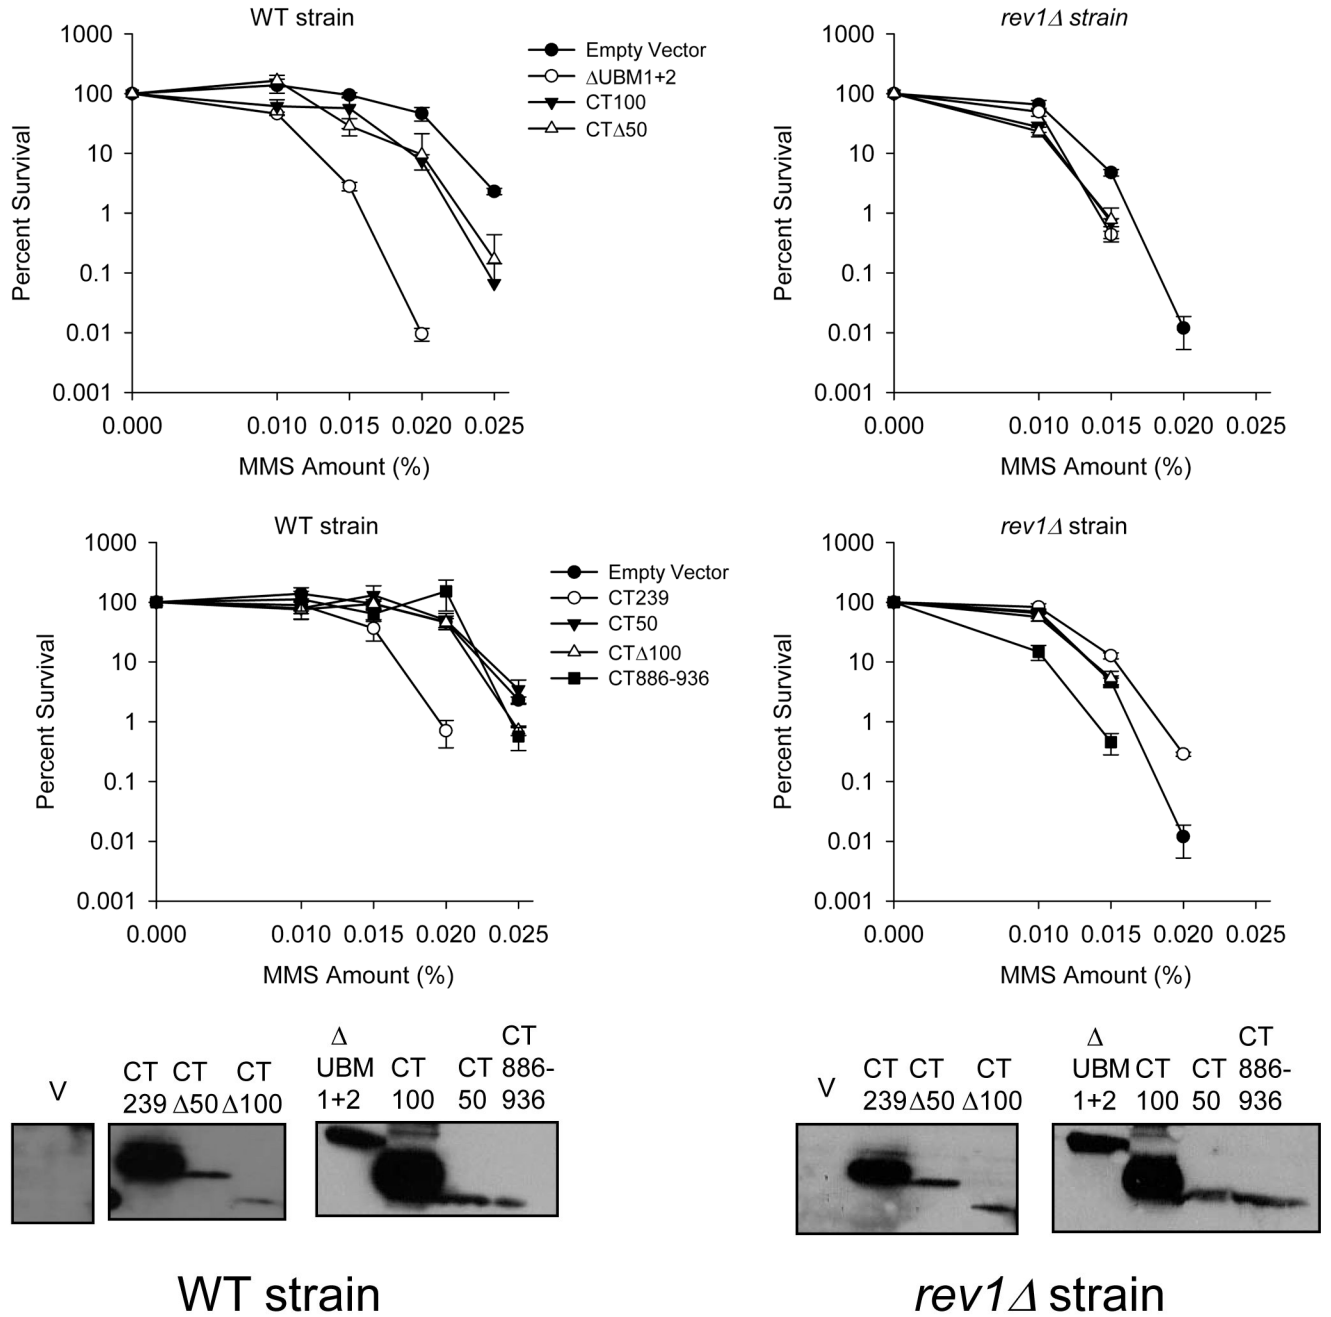 WT strain
1000
100
10
1
0.1
0.01
0.001
Percent Survival
0.000 0.010 0.015 0.020 0.025
MMS Amount (%)
Empty Vector
ΔUBM1+2
CT100
CTΔ50
rev1Δ strain
1000
100
10
1
0.1
0.01
0.001
Percent Survival
0.000 0.010 0.015 0.020 0.025
MMS Amount (%)
WT strain
1000
100
10
1
0.1
0.01
0.001
Percent Survival
0.000 0.010 0.015 0.020 0.025
MMS Amount (%)
Empty Vector
CT239
CT50
CTΔ100
CT886-936
rev1Δ strain
1000
100
10
1
0.1
0.01
0.001
Percent Survival
0.000 0.010 0.015 0.020 0.025
MMS Amount (%)
V
CT CT CT
239 Δ50 Δ100
Δ CT
UBM CT CT 886-
1+2 100 50 936
WT strain
V
CT CT CT
239 Δ50 Δ100
Δ CT
UBM CT CT 886-
1+2 100 50 936
rev1Δ strain